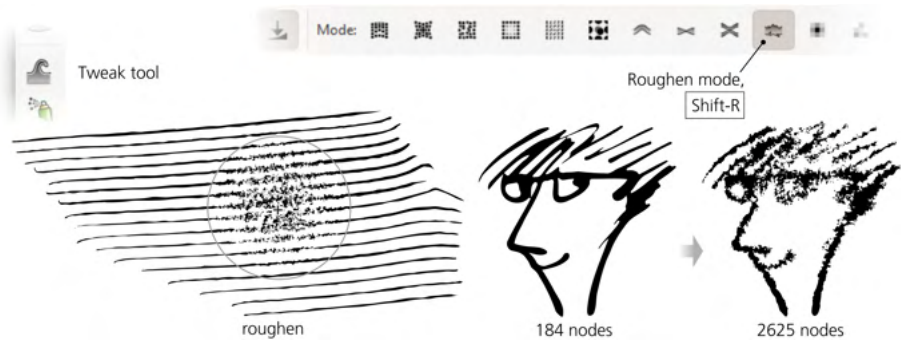 Mode:
Tweak tool
Roughen mode,
Shift-R
roughen
184 nodes
2625 nodes